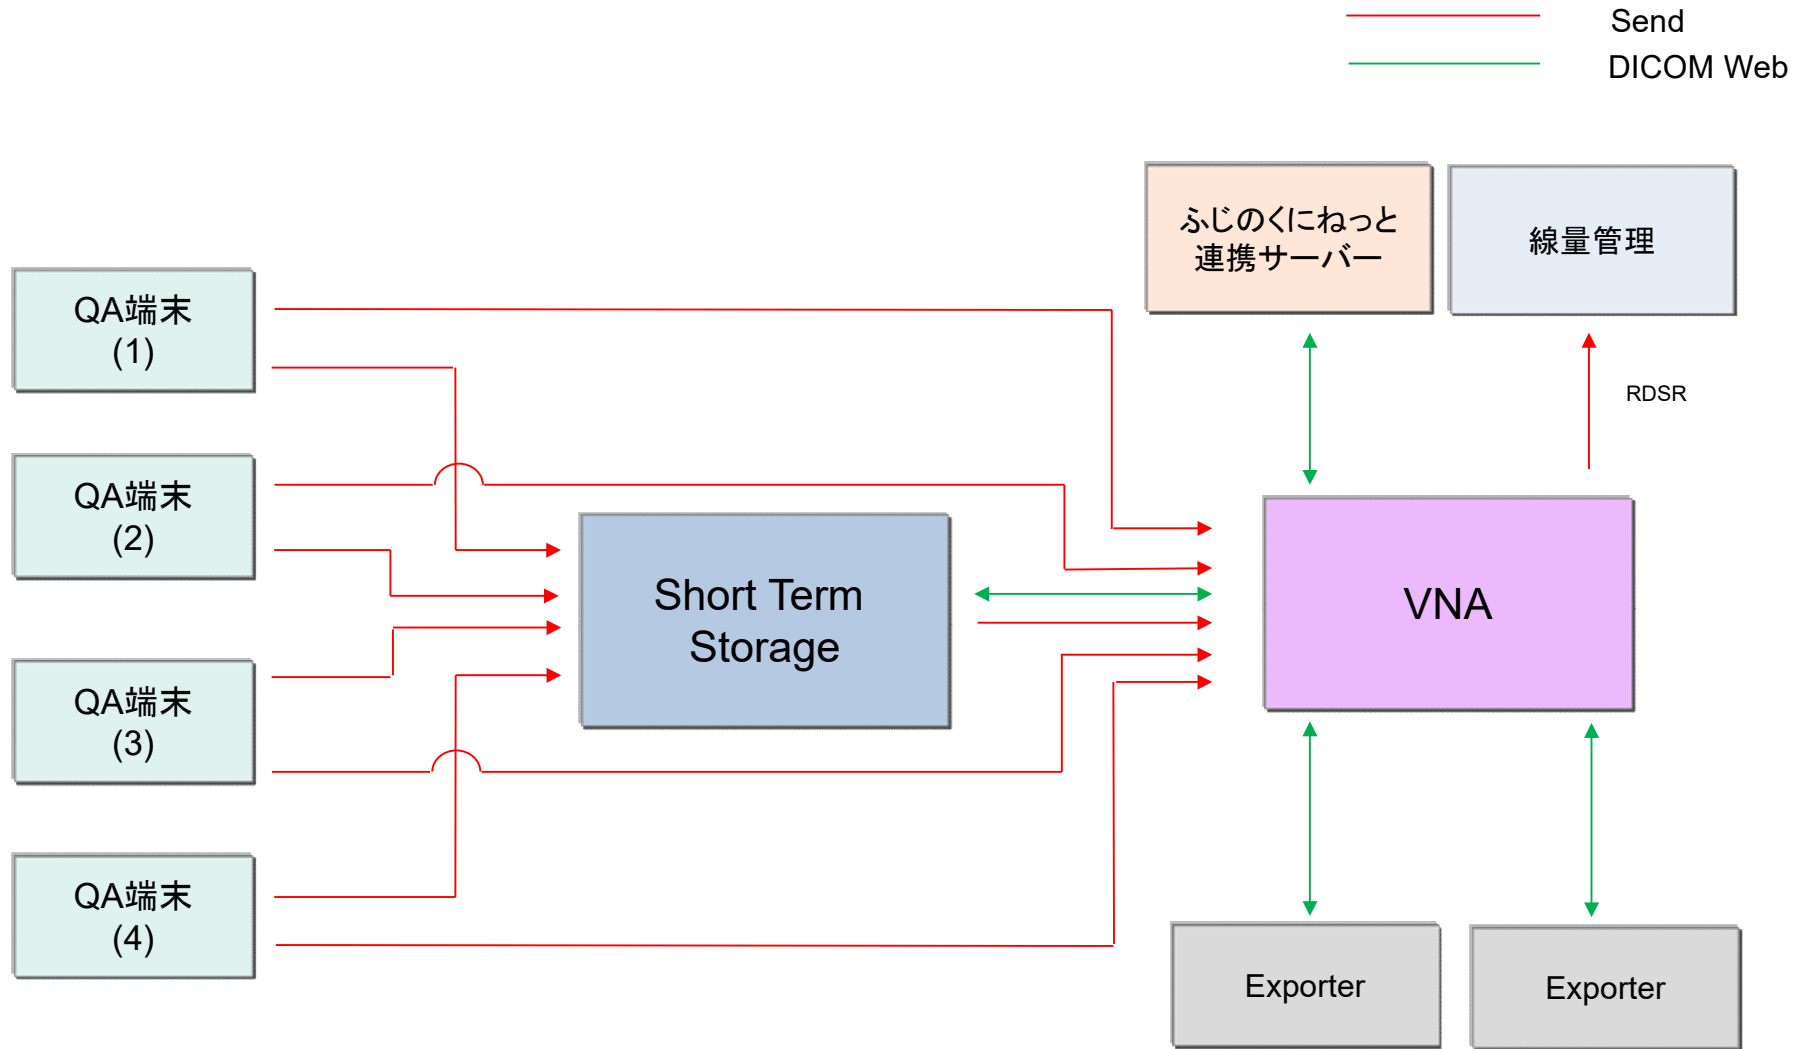 Send
DICOM Web
ふじのくにねっと
連携サーバー
線量管理
QA端末
(1)
RDSR
QA端末
(2)
Short Term
Storage
VNA
QA端末
(3)
QA端末
(4)
Exporter
Exporter